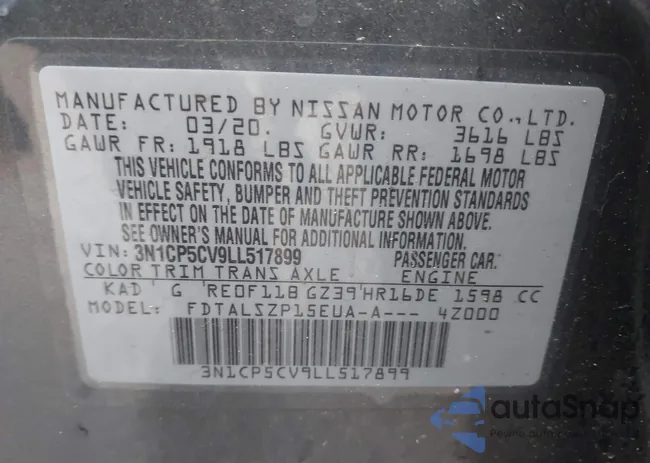 MANUFACTURED BY NISSAN MOTOR CO., LTD.
DATE: 03/20. GVWR: 3616 LBS
GAWR FR: 1918 LBS GAWR RR: 1698 LBS
THIS VEHICLE CONFORMS TO ALL APPLICABLE FEDERAL MOTOR
VEHICLE SAFETY, BUMPER AND THEFT PREVENTION STANDARDS
IN EFFECT ON THE DATE OF MANUFACTURE SHOWN ABOVE.
SEE OWNER'S MANUAL FOR ADDITIONAL INFORMATION.
VIN: 3N1CP5CV9LL517899 PASSENGER CAR.
COLOR TRIM TRANS AXLE ENGINE
KAD G RE0F11B GZ39 HR16DE 1598 CC
MODEL: FDTALSZP15EUA-A--- 4Z000
3N1CP5CV9LL517899
autoSnap